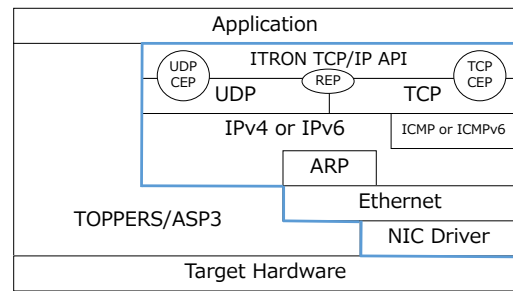 Application
ITRON TCP/IP API
UDP
CEP
REP
TCP
CEP
UDP
TCP
IPv4 or IPv6
ICMP or ICMPv6
ARP
Ethernet
TOPPERS/ASP3
NIC Driver
Target Hardware